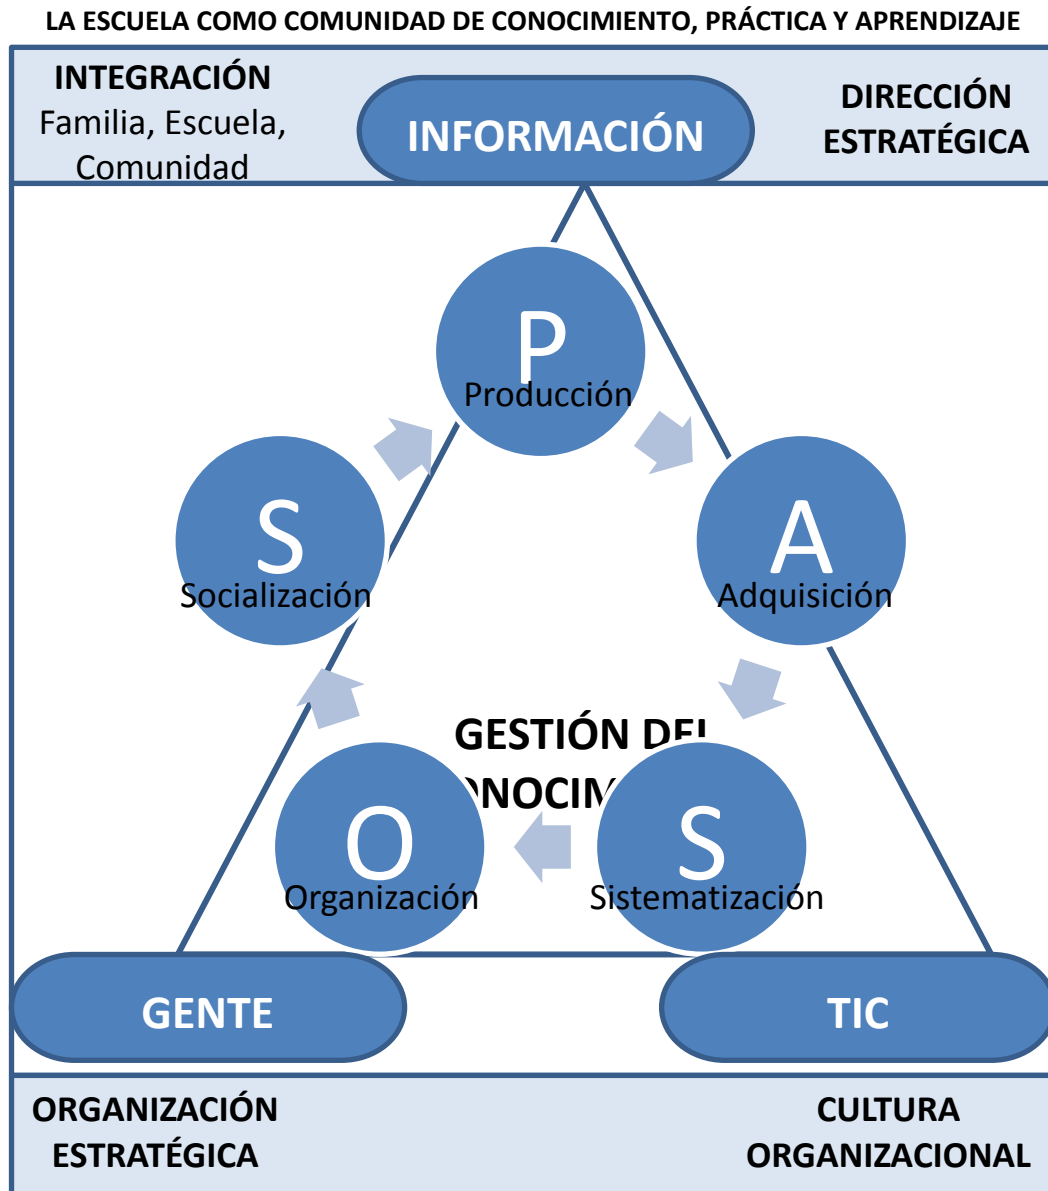 LA ESCUELA COMO COMUNIDAD DE CONOCIMIENTO, PRÁCTICA Y APRENDIZAJE
INTEGRACIÓN
Familia, Escuela,
Comunidad
INFORMACIÓN
DIRECCIÓN
ESTRATÉGICA
P
Producción
S
Socialización
A
Adquisición
GESTIÓN
O
Organización
S
Sistematización
GENTE
TIC
ORGANIZACIÓN
ESTRATÉGICA
CULTURA
ORGANIZACIONAL